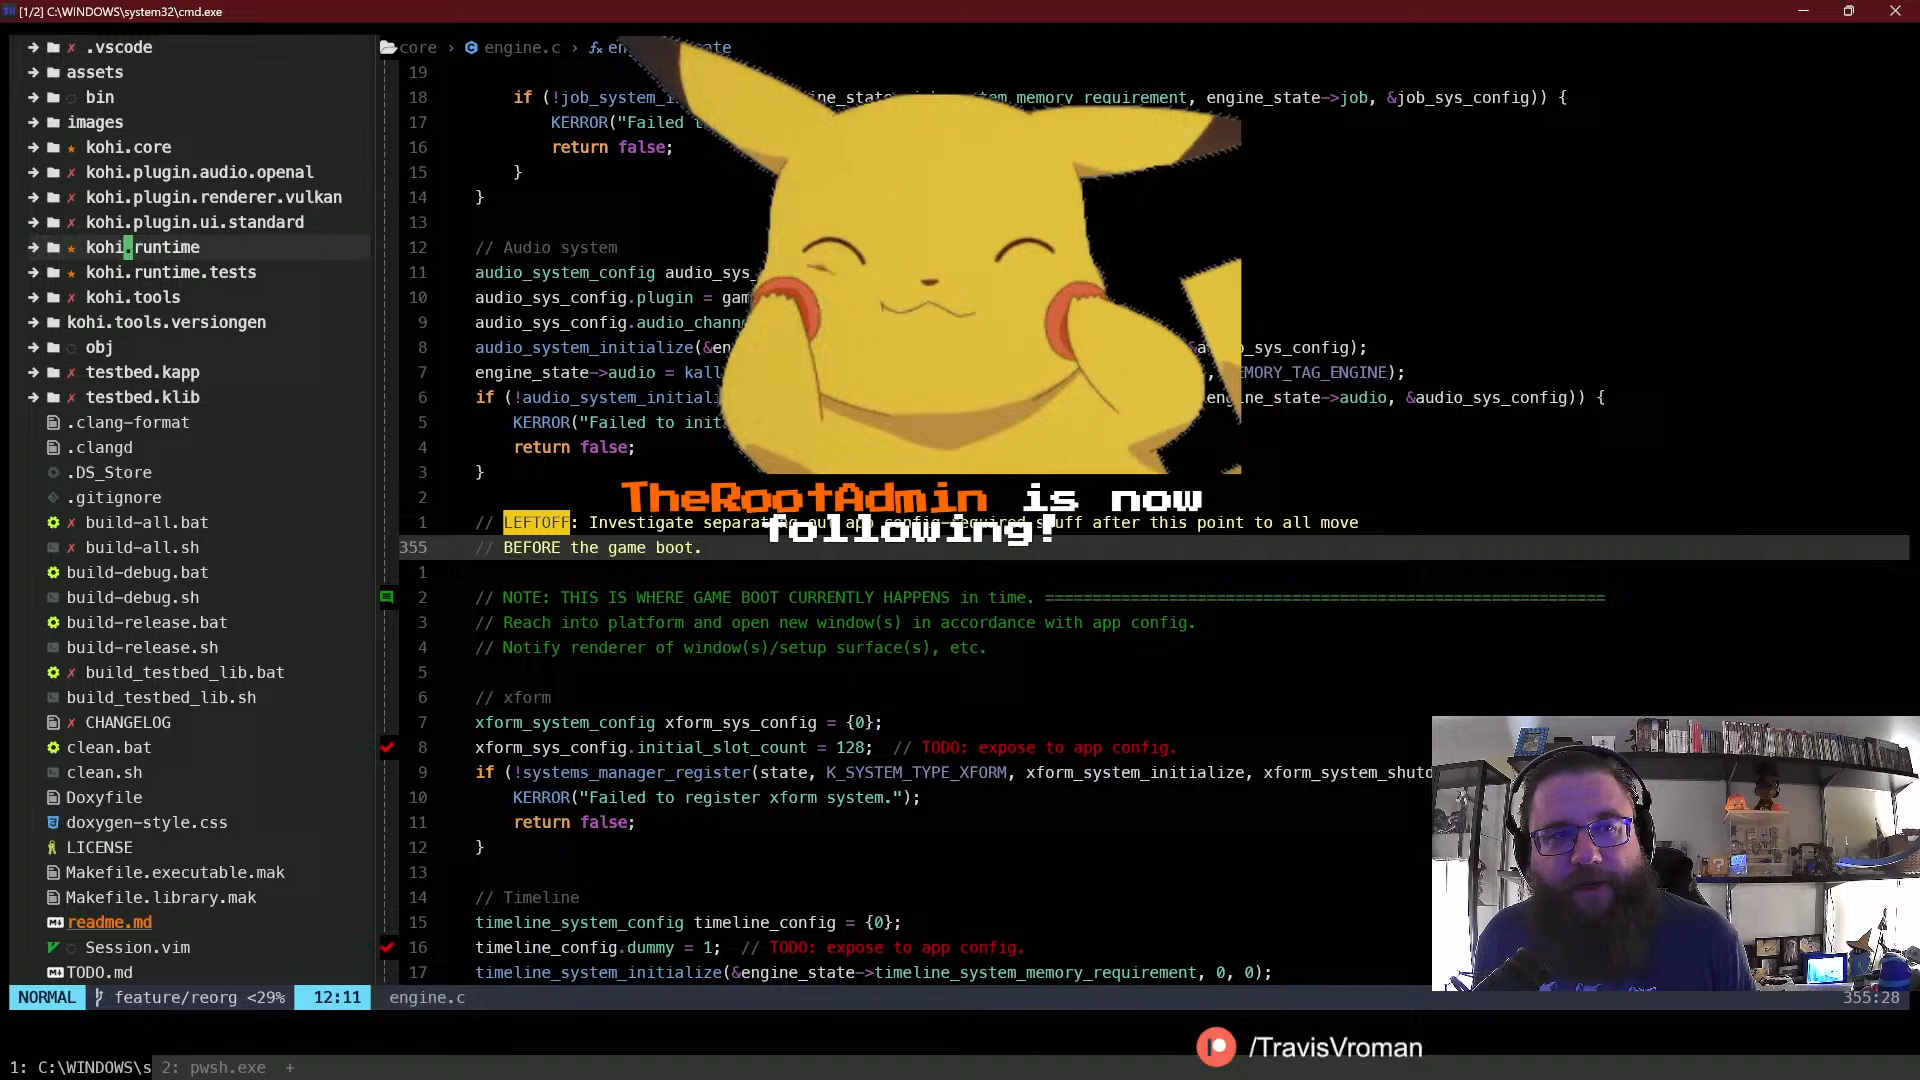 [1/2] C:\WINDOWS\system32\cmd.exe
.vscode
assets
bin
images
kohi.core
kohi.plugin.audio.openal
kohi.plugin.renderer.vulkan
kohi.plugin.ui.standard
kohi.runtime
kohi.runtime.tests
kohi.tools
kohi.tools.versiongen
obj
testbed.kapp
testbed.klib
.clang-format
.clangd
.DS_Store
.gitignore
build-all.bat
build-all.sh
build-debug.bat
build-debug.sh
build-release.bat
build-release.sh
build_testbed_lib.bat
build_testbed_lib.sh
CHANGELOG
clean.bat
clean.sh
Doxyfile
doxygen-style.css
LICENSE
Makefile.executable.mak
Makefile.library.mak
readme.md
Session.vim
TODO.md
core › engine.c ›
19
18 if (! memory_requirement, engine_state->job, &job_sys_config)) {
17 KERROR("Failed
16 return false;
15 }
14 }
13
12 // Audio system
11 audio_system_config
10 audio_sys_config.plugin =
9
8 audio_system_initialize(
7 engine_state->audio = MEMORY_TAG_ENGINE);
6 if ( engine_state->audio, &audio_sys_config)) {
5 KERROR("Failed to
4 return false;
3 }
2
1 // LEFTOFF: Investigate stuff after this point to all move
355 // BEFORE the game boot.
TheRootAdmin is now
following!
1
2 // NOTE: THIS IS WHERE GAME BOOT CURRENTLY HAPPENS in time. ===========================================================
3 // Reach into platform and open new window(s) in accordance with app config.
4 // Notify renderer of window(s)/setup surface(s), etc.
5
6 // xform
7 xform_system_config xform_sys_config = {0};
8 xform_sys_config.initial_slot_count = 128; // TODO: expose to app config.
9 if (!systems_manager_register(state, K_SYSTEM_TYPE_XFORM, xform_system_initialize, xform_system_shutd
10 KERROR("Failed to register xform system.");
11 return false;
12 }
13
14 // Timeline
15 timeline_system_config timeline_config = {0};
16 timeline_config.dummy = 1; // TODO: expose to app config.
17 timeline_system_initialize(&engine_state->timeline_system_memory_requirement, 0, 0);
NORMAL feature/reorg <29% 12:11 engine.c 355:28
/TravisVroman
1: C:\WINDOWS\s 2: pwsh.exe +